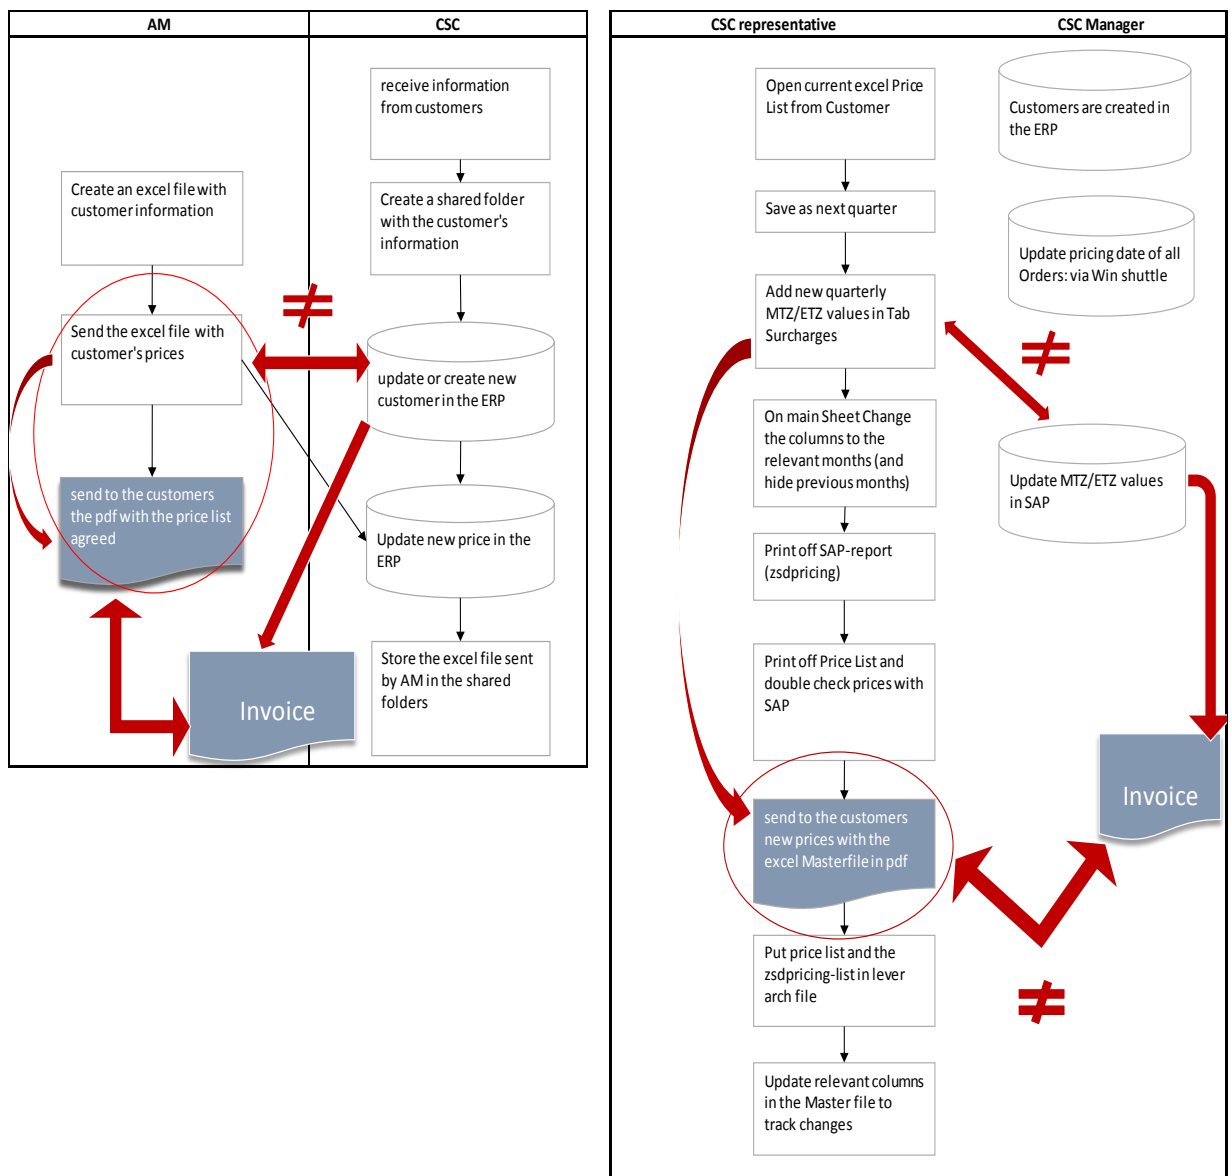 AM
CSC
receive information
from customers
Create an excel file with
customer information
Create a shared folder
with the customer's
information
≠
Send the excel file with
customer's prices
update or create new
customer in the ERP
send to the customers
the pdf with the price list
agreed
Update new price in the
ERP
Invoice
Store the excel file sent
by AM in the shared
folders
CSC representative
CSC Manager
Open current excel Price
List from Customer
Customers are created in
the ERP
Save as next quarter
Update pricing date of all
Orders: via Win shuttle
Add new quarterly
MTZ/ETZ values in Tab
Surcharges
≠
On main Sheet Change
the columns to the
relevant months (and
hide previous months)
Update MTZ/ETZ values
in SAP
Print off SAP-report
(zsdpricing)
Print off Price List and
double check prices with
SAP
Invoice
send to the customers
new prices with the
excel Masterfile in pdf
Put price list and the
zsdpricing-list in lever
arch file
≠
Update relevant columns
in the Master file to
track changes